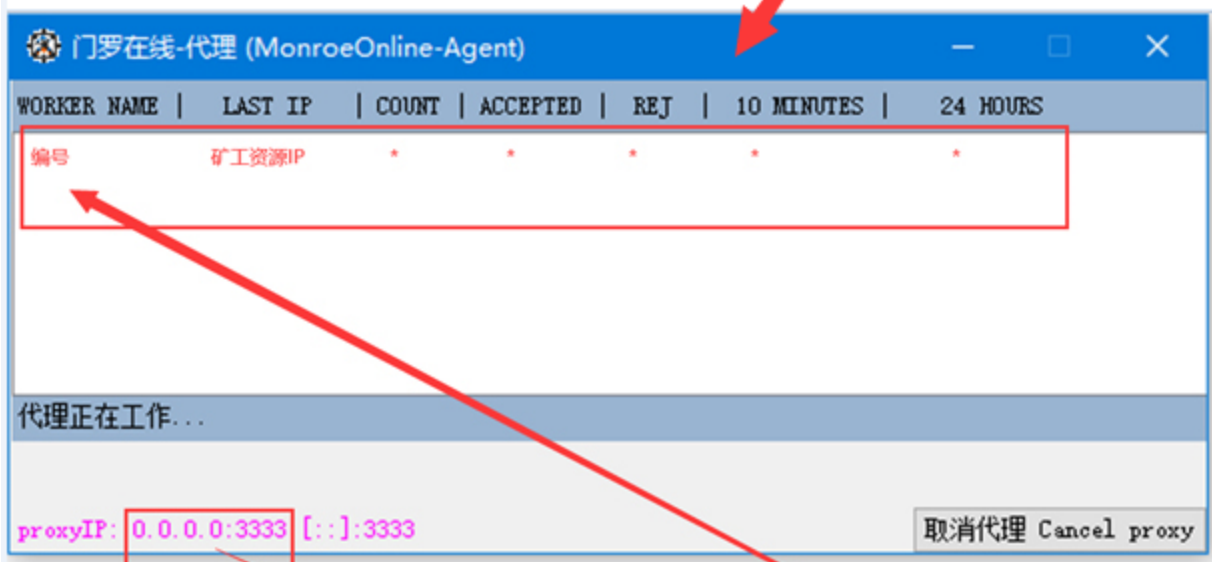 门罗在线-代理 (MonroeOnline-Agent)
WORKER NAME | LAST IP | COUNT | ACCEPTED | REJ | 10 MINUTES | 24 HOURS
编号 矿工资源IP * * * * *
代理正在工作...
proxyIP: 0.0.0.0:3333 [::]:3333
取消代理 Cancel proxy